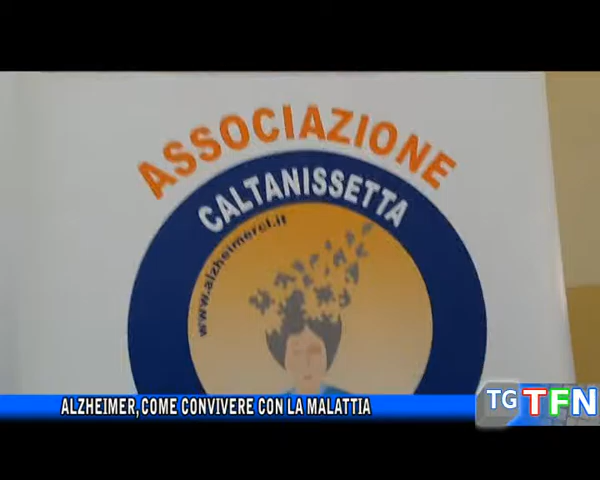 ASSOCIAZIONE
CALTANISSETTA
www.alzheimercl.it
ALZHEIMER,COME CONVIVERE CON LA MALATTIA
TG TFN